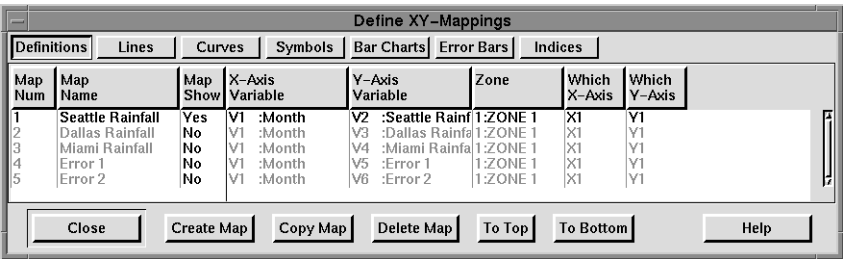 Define XY-Mappings
Definitions Lines Curves Symbols Bar Charts Error Bars Indices
Map Num Map Name Map Show X-Axis Variable Y-Axis Variable Zone Which X-Axis Which Y-Axis
1 Seattle Rainfall Yes V1 :Month V2 :Seattle Rainf 1:ZONE 1 X1 Y1
2 Dallas Rainfall No V1 :Month V3 :Dallas Rainfa 1:ZONE 1 X1 Y1
3 Miami Rainfall No V1 :Month V4 :Miami Rainfa 1:ZONE 1 X1 Y1
4 Error 1 No V1 :Month V5 :Error 1 1:ZONE 1 X1 Y1
5 Error 2 No V1 :Month V6 :Error 2 1:ZONE 1 X1 Y1
Close Create Map Copy Map Delete Map To Top To Bottom Help